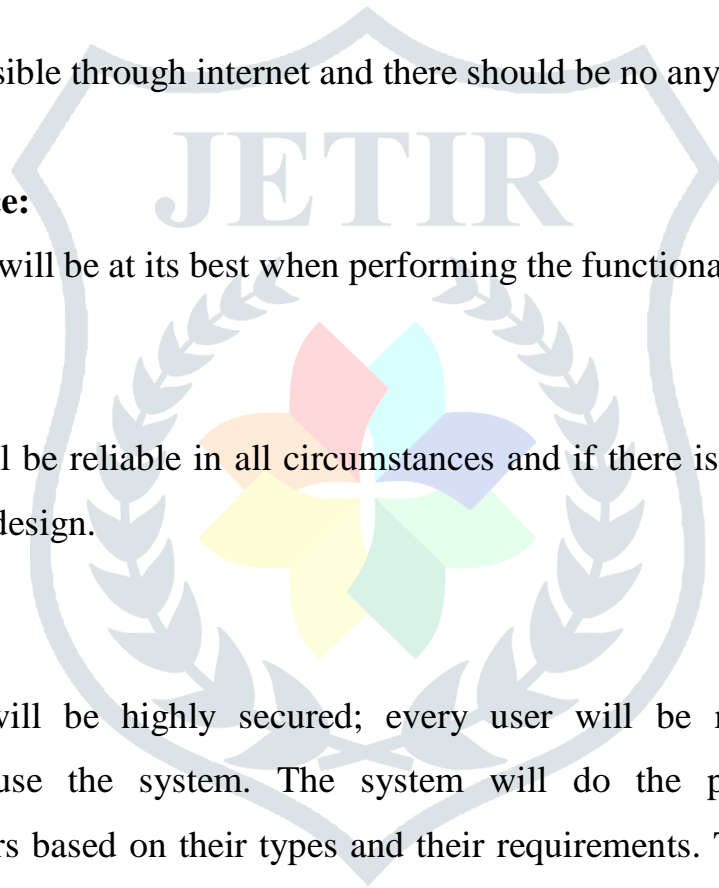 sible through internet and there should be no any
JETIR
ce:
will be at its best when performing the functiona
l be reliable in all circumstances and if there is
design.
will be highly secured; every user will be r
use the system. The system will do the p
rs based on their types and their requirements. T